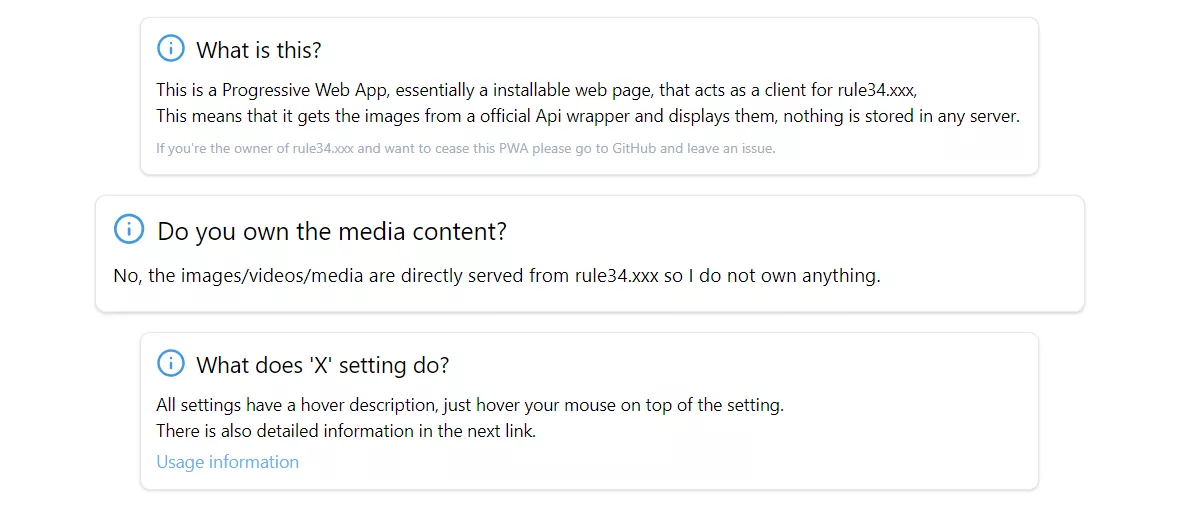 What is this?
This is a Progressive Web App, essentially a installable web page, that acts as a client for rule34.xxx,
This means that it gets the images from a official Api wrapper and displays them, nothing is stored in any server.
If you're the owner of rule34.xxx and want to cease this PWA please go to GitHub and leave an issue.
Do you own the media content?
No, the images/videos/media are directly served from rule34.xxx so I do not own anything.
What does 'X' setting do?
All settings have a hover description, just hover your mouse on top of the setting.
There is also detailed information in the next link.
Usage information